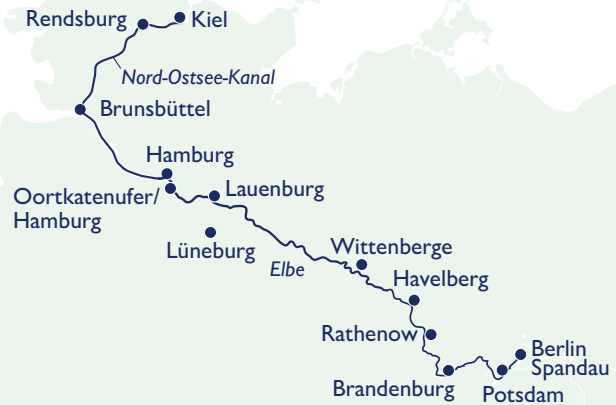 Rendsburg
Kiel
Nord-Ostsee-Kanal
Brunsbüttel
Hamburg
Oortkatenufer/
Hamburg
Lauenburg
Lüneburg
Elbe
Wittenberge
Havelberg
Rathenow
Berlin
Spandau
Brandenburg
Potsdam